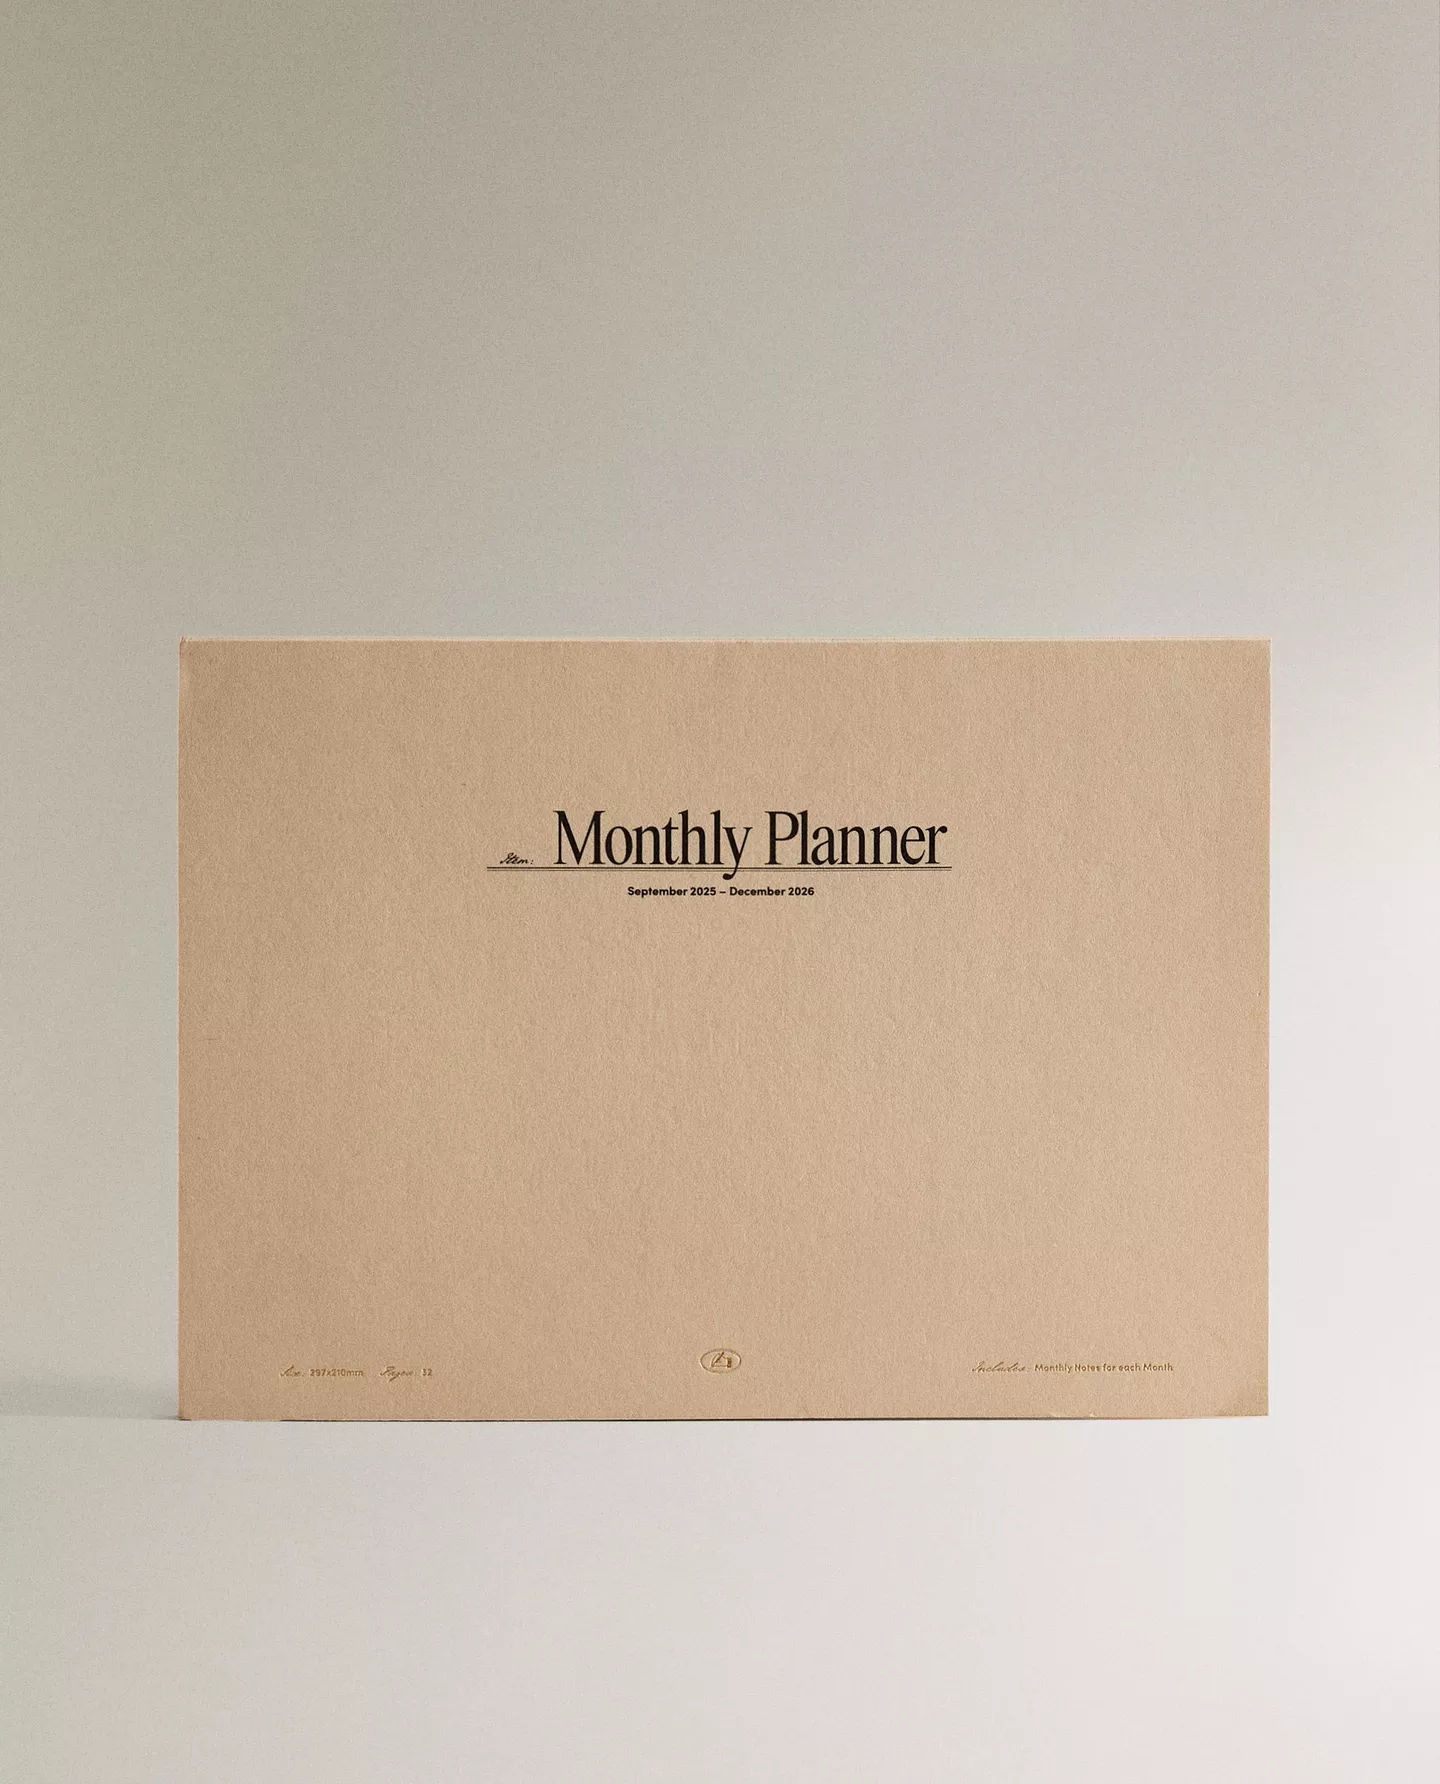 Item: Monthly Planner
September 2025 – December 2026
Size: 297x210mm Pages: 32
Includes: Monthly Notes for each Month